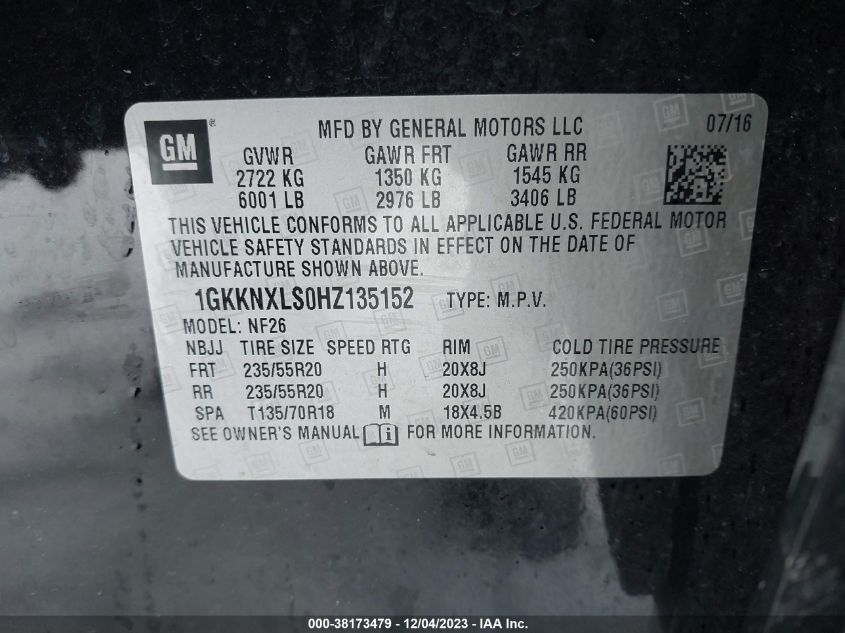 GM ® MFD BY GENERAL MOTORS LLC 07/16
GVWR GAWR FRT GAWR RR
2722 KG 1350 KG 1545 KG
6001 LB 2976 LB 3406 LB
THIS VEHICLE CONFORMS TO ALL APPLICABLE U.S. FEDERAL MOTOR
VEHICLE SAFETY STANDARDS IN EFFECT ON THE DATE OF
MANUFACTURE SHOWN ABOVE.
1GKKNXLS0HZ135152 TYPE: M.P.V.
MODEL: NF26
NBJJ TIRE SIZE SPEED RTG RIM COLD TIRE PRESSURE
FRT 235/55R20 H 20X8J 250KPA(36PSI)
RR 235/55R20 H 20X8J 250KPA(36PSI)
SPA T135/70R18 M 18X4.5B 420KPA(60PSI)
SEE OWNER'S MANUAL FOR MORE INFORMATION.
000-38173479 - 12/04/2023 - IAA Inc.